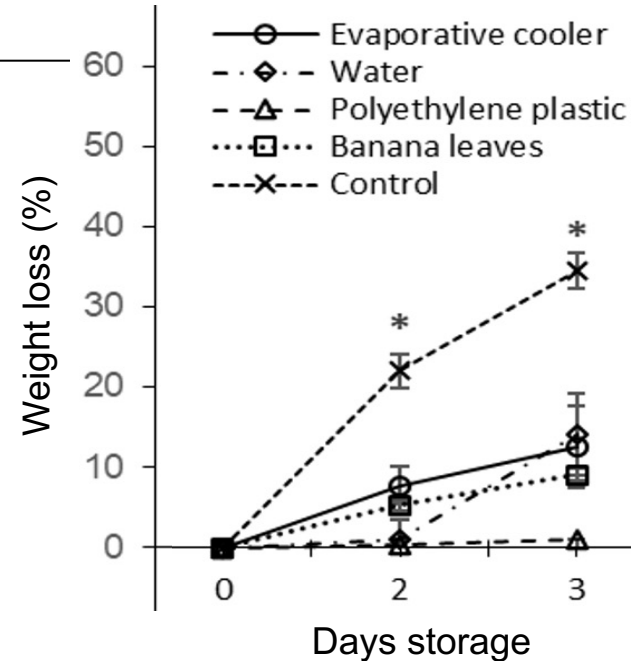 Evaporative cooler
Water
Polyethylene plastic
Banana leaves
Control
60
50
40
30
20
10
0
Weight loss (%)
*
*
0 2 3
Days storage